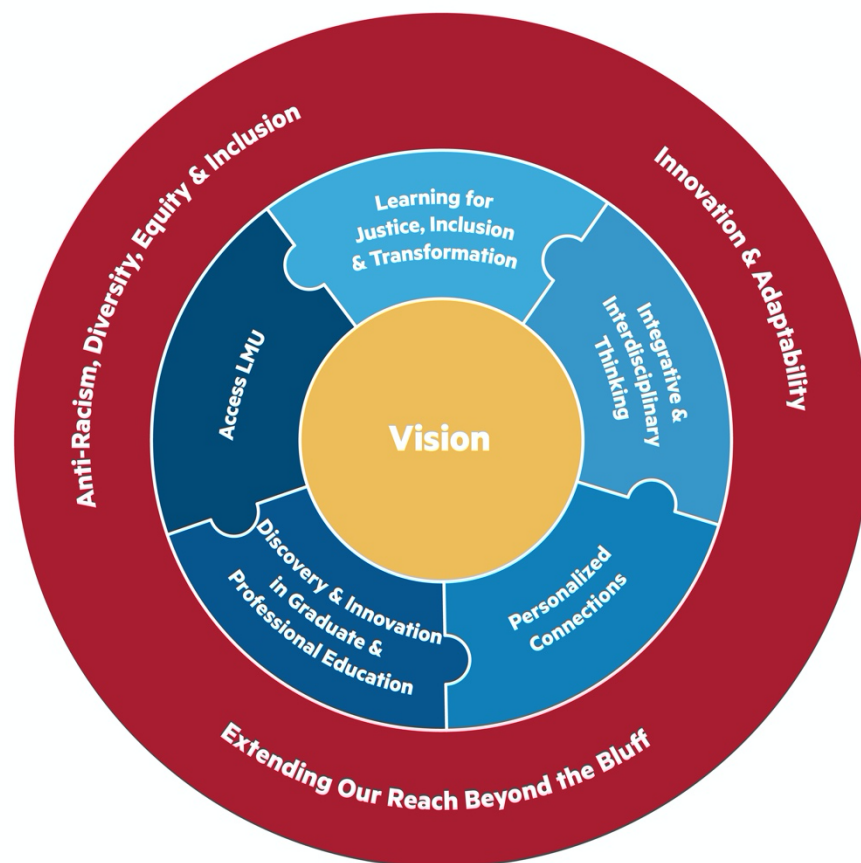 Anti-Racism, Diversity, Equity & Inclusion
Innovation & Adaptability
Extending Our Reach Beyond the Bluff
Learning for
Justice, Inclusion
& Transformation
Integrative &
Interdisciplinary
Thinking
Personalized
Connections
Discovery & Innovation
in Graduate &
Professional Education
Access LMU
Vision